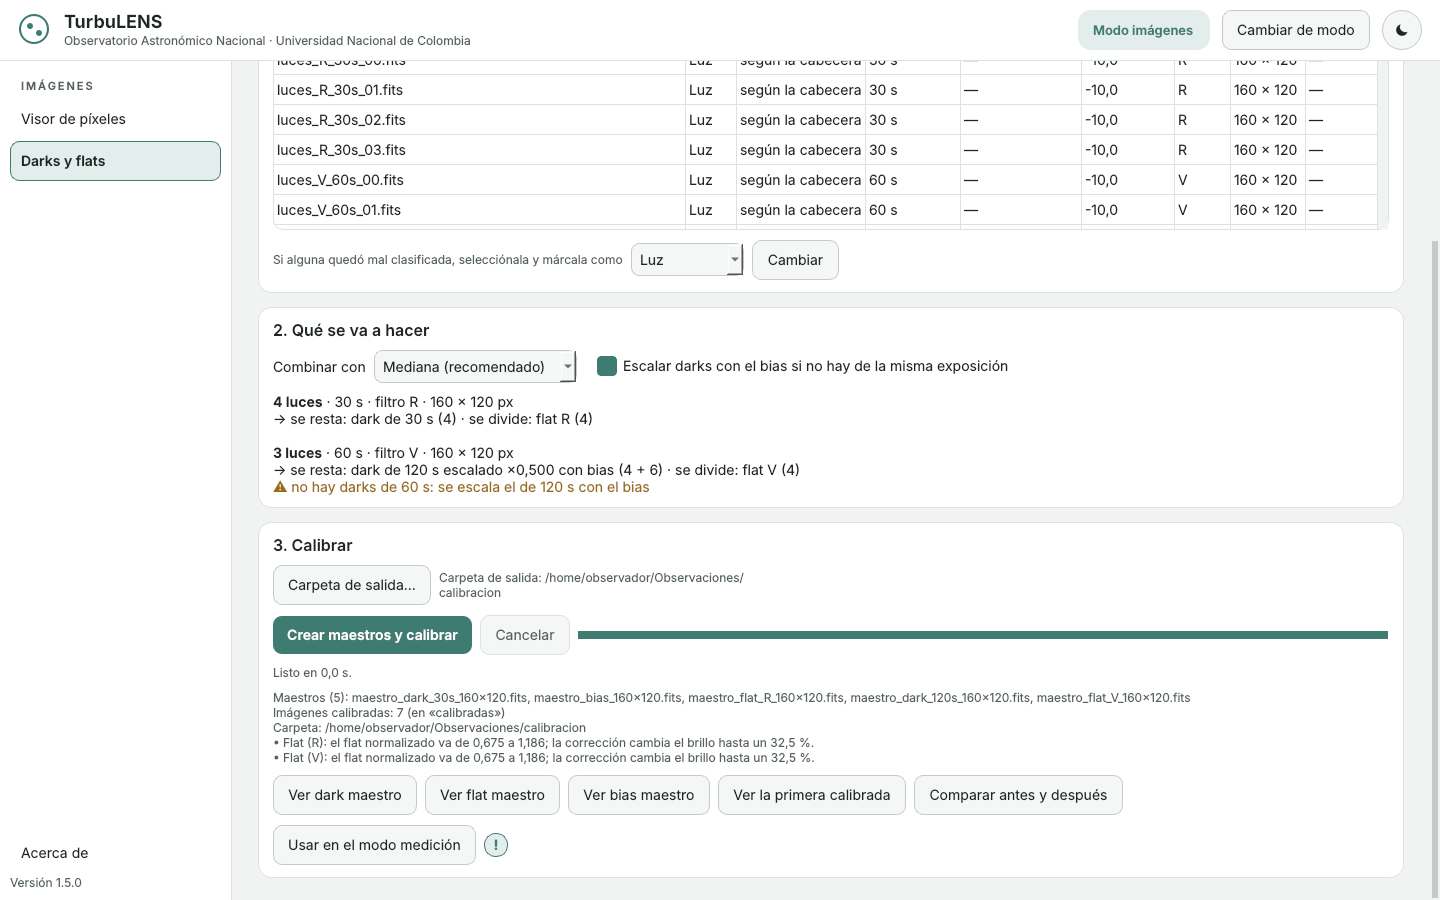 TurbuLENS
Observatorio Astronómico Nacional · Universidad Nacional de Colombia
Modo imágenes
Cambiar de modo
IMÁGENES
Visor de píxeles
Darks y flats
luces_R_30s_00.fits Luz según la cabecera 30 s — -10,0 R 160 × 120 —
luces_R_30s_01.fits Luz según la cabecera 30 s — -10,0 R 160 × 120 —
luces_R_30s_02.fits Luz según la cabecera 30 s — -10,0 R 160 × 120 —
luces_R_30s_03.fits Luz según la cabecera 30 s — -10,0 R 160 × 120 —
luces_V_60s_00.fits Luz según la cabecera 60 s — -10,0 V 160 × 120 —
luces_V_60s_01.fits Luz según la cabecera 60 s — -10,0 V 160 × 120 —
Si alguna quedó mal clasificada, selecciónala y márcala como Luz Cambiar
2. Qué se va a hacer
Combinar con Mediana (recomendado) Escalar darks con el bias si no hay de la misma exposición
4 luces · 30 s · filtro R · 160 × 120 px
→ se resta: dark de 30 s (4) · se divide: flat R (4)
3 luces · 60 s · filtro V · 160 × 120 px
→ se resta: dark de 120 s escalado ×0,500 con bias (4 + 6) · se divide: flat V (4)
⚠ no hay darks de 60 s: se escala el de 120 s con el bias
3. Calibrar
Carpeta de salida...
Carpeta de salida: /home/observador/Observaciones/
calibracion
Crear maestros y calibrar Cancelar
Listo en 0,0 s.
Maestros (5): maestro_dark_30s_160×120.fits, maestro_bias_160×120.fits, maestro_flat_R_160×120.fits, maestro_dark_120s_160×120.fits, maestro_flat_V_160×120.fits
Imágenes calibradas: 7 (en «calibradas»)
Carpeta: /home/observador/Observaciones/calibracion
• Flat (R): el flat normalizado va de 0,675 a 1,186; la corrección cambia el brillo hasta un 32,5 %.
• Flat (V): el flat normalizado va de 0,675 a 1,186; la corrección cambia el brillo hasta un 32,5 %.
Ver dark maestro Ver flat maestro Ver bias maestro Ver la primera calibrada Comparar antes y después
Usar en el modo medición !
Acerca de
Versión 1.5.0